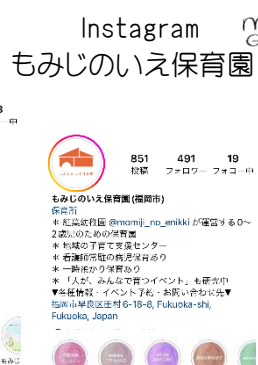 Instagram
もみじのいえ保育園
851 491 19
投稿 フォロワー フォロー中
もみじのいえ保育園(福岡市)
保育所
＊ 紅葉幼稚園 @momiji_no_enikki が運営する0〜
2歳児のための保育園
＊ 地域の子育て支援センター
＊ 看護師常駐の病児保育あり
＊ 一時預かり保育あり
＊ 「人が、みんなで育つイベント」も研究中
▼各種情報・イベント予約・お問い合わせ先▼
福岡市早良区田村6-18-8, Fukuoka-shi,
Fukuoka, Japan